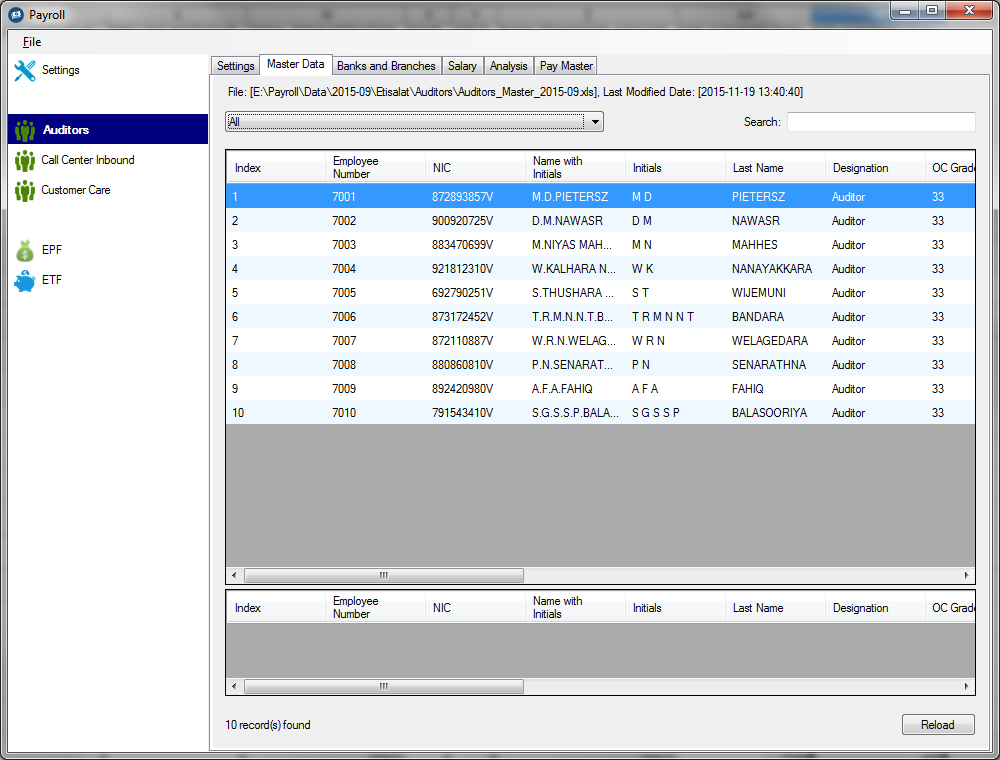 Payroll
File
Settings
Auditors
Call Center Inbound
Customer Care
EPF
ETF
Settings Master Data Banks and Branches Salary Analysis Pay Master
File: [E:\Payroll\Data\2015-09\Etisalat\Auditors\Auditors_Master_2015-09.xls], Last Modified Date: [2015-11-19 13:40:40]
All Search:
Index Employee Number NIC Name with Initials Initials Last Name Designation OC Grade
1 7001 872893857V M.D.PIETERSZ M D PIETERSZ Auditor 33
2 7002 900920725V D.M.NAWASR D M NAWASR Auditor 33
3 7003 883470699V M.NIYAS MAH... M N MAHHES Auditor 33
4 7004 921812310V W.KALHARA N... W K NANAYAKKARA Auditor 33
5 7005 692790251V S.THUSHARA ... S T WIJEMUNI Auditor 33
6 7006 873172452V T.R.M.N.N.T.B... T R M N N T BANDARA Auditor 33
7 7007 872110887V W.R.N.WELAG... W R N WELAGEDARA Auditor 33
8 7008 880860810V P.N.SENARAT... P N SENARATHNA Auditor 33
9 7009 892420980V A.F.A.FAHIQ A F A FAHIQ Auditor 33
10 7010 791543410V S.G.S.S.P.BALA... S G S S P BALASOORIYA Auditor 33
Index Employee Number NIC Name with Initials Initials Last Name Designation OC Grade
10 record(s) found Reload